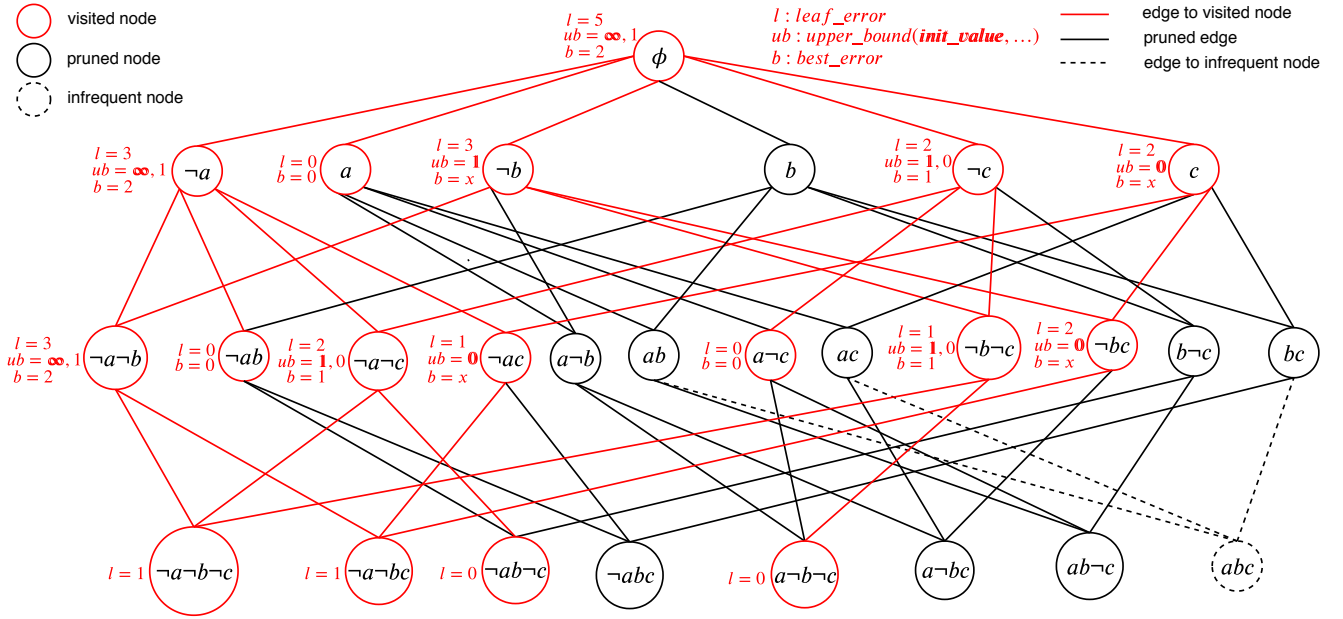 visited node
pruned node
infrequent node
l = 5
ub = ∞, 1
b = 2
ϕ
l : leaf_error
ub : upper_bound(init_value, …)
b : best_error
edge to visited node
pruned edge
edge to infrequent node
l = 3
ub = ∞, 1
b = 2
¬a
l = 0
b = 0
a
l = 3
ub = 1
b = x
¬b
b
l = 2
ub = 1, 0
b = 1
¬c
l = 2
ub = 0
b = x
c
l = 3
ub = ∞, 1
b = 2
¬a¬b
l = 0
b = 0
¬ab
l = 2
ub = 1, 0
b = 1
¬a¬c
l = 1
ub = 0
b = x
¬ac
a¬b
ab
l = 0
b = 0
a¬c
ac
l = 1
ub = 1, 0
b = 1
¬b¬c
l = 2
ub = 0
b = x
¬bc
b¬c
bc
l = 1
¬a¬b¬c
l = 1
¬a¬bc
l = 0
¬ab¬c
¬abc
l = 0
a¬b¬c
a¬bc
ab¬c
abc